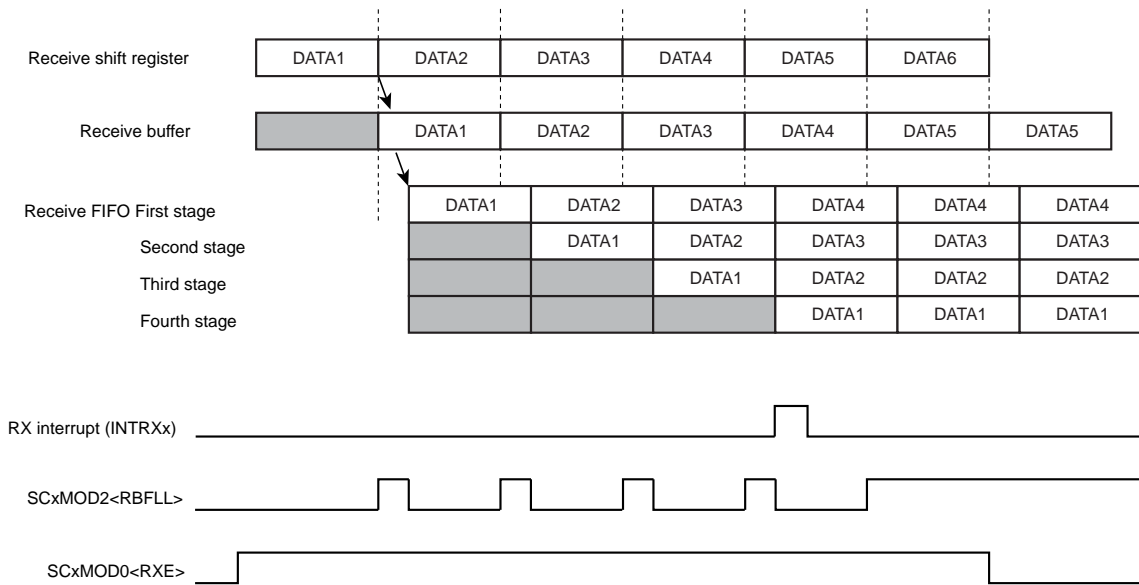 Receive shift register DATA1 DATA2 DATA3 DATA4 DATA5 DATA6
Receive buffer DATA1 DATA2 DATA3 DATA4 DATA5 DATA5
Receive FIFO First stage DATA1 DATA2 DATA3 DATA4 DATA4 DATA4
Second stage DATA1 DATA2 DATA3 DATA3 DATA3
Third stage DATA1 DATA2 DATA2 DATA2
Fourth stage DATA1 DATA1 DATA1
RX interrupt (INTRXx)
SCxMOD2<RBFLL>
SCxMOD0<RXE>